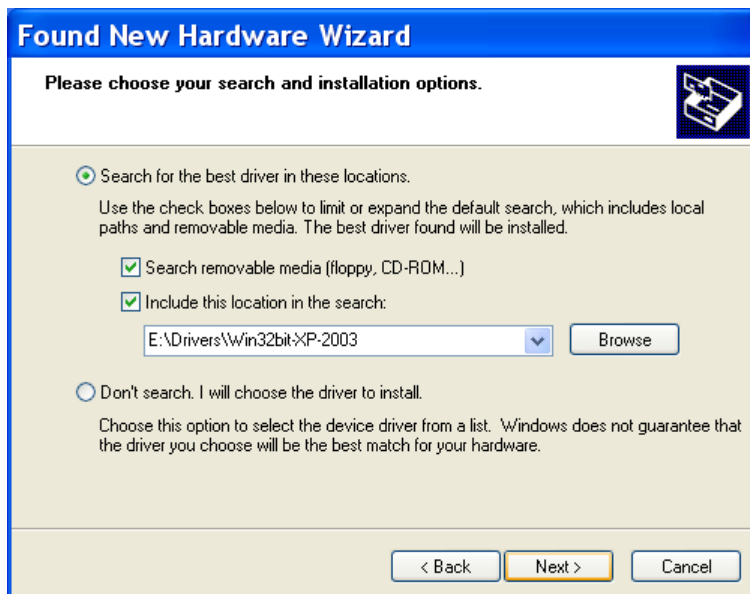 Found New Hardware Wizard
Please choose your search and installation options.
Search for the best driver in these locations.
Use the check boxes below to limit or expand the default search, which includes local
paths and removable media. The best driver found will be installed.
Search removable media (floppy, CD-ROM...)
Include this location in the search:
E:\Drivers\Win32bit-XP-2003
Browse
Don't search. I will choose the driver to install.
Choose this option to select the device driver from a list.  Windows does not guarantee that
the driver you choose will be the best match for your hardware.
< Back
Next >
Cancel